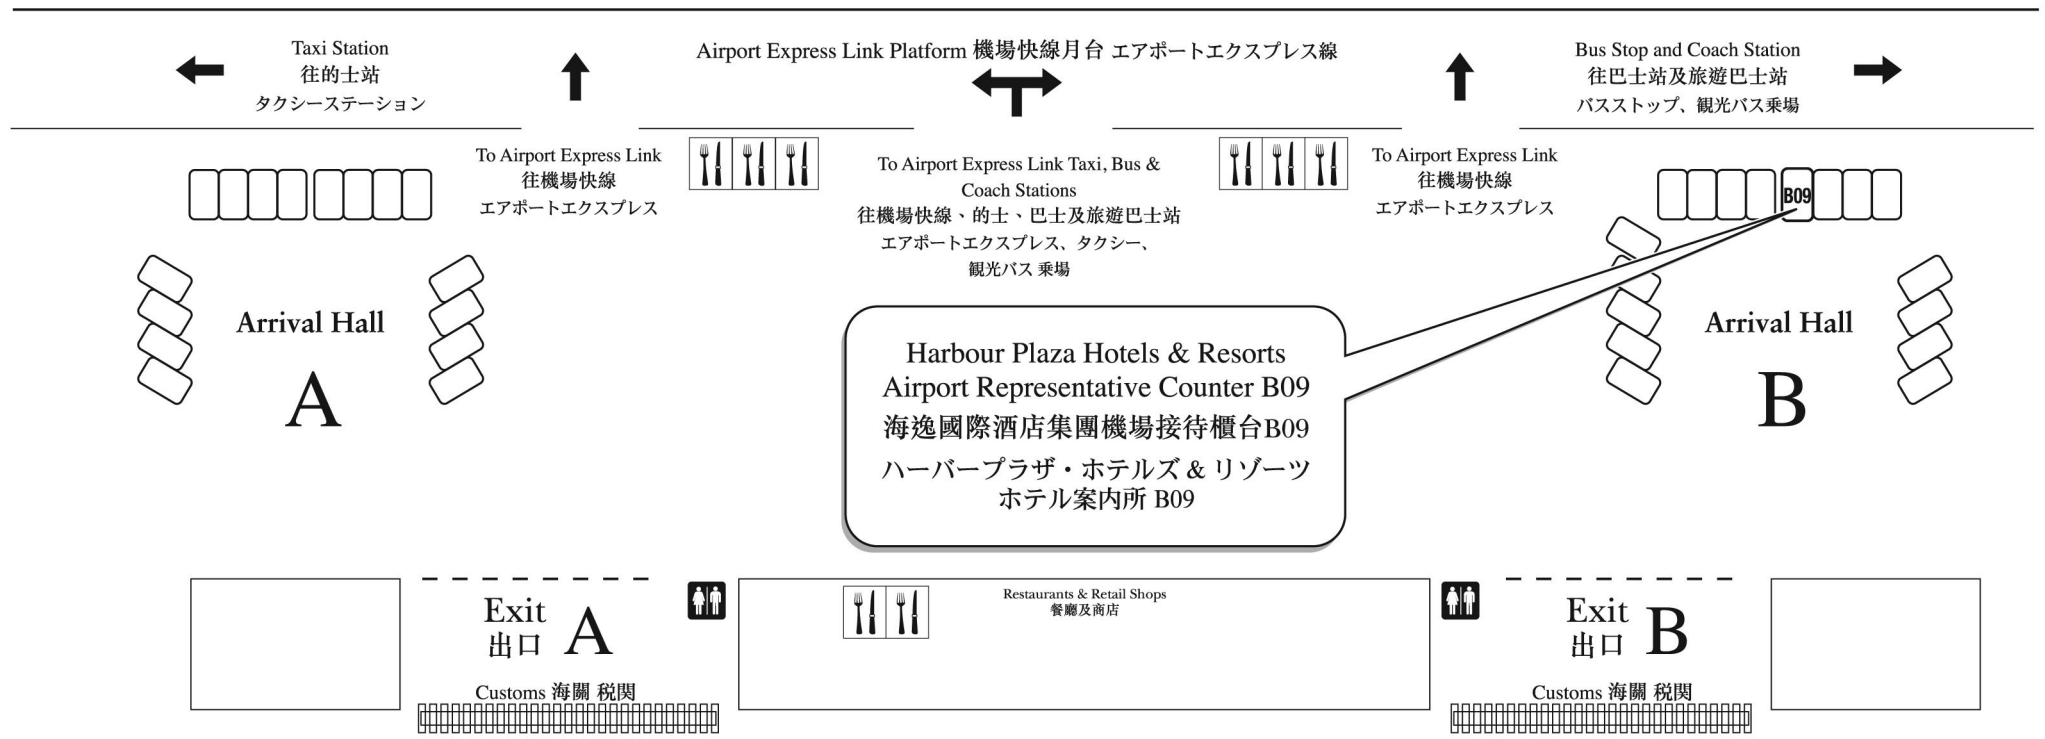 Taxi Station
往的士站
タクシーステーション
Airport Express Link Platform 機場快線月台 エアポートエクスプレス線
Bus Stop and Coach Station
往巴士站及旅遊巴士站
バスストップ、観光バス乗場
To Airport Express Link
往機場快線
エアポートエクスプレス
To Airport Express Link Taxi, Bus &
Coach Stations
往機場快線、的士、巴士及旅遊巴士站
エアポートエクスプレス、タクシー、
観光バス 乗場
To Airport Express Link
往機場快線
エアポートエクスプレス
B09
Arrival Hall
A
Arrival Hall
B
Harbour Plaza Hotels & Resorts
Airport Representative Counter B09
海逸國際酒店集團機場接待櫃台B09
ハーバープラザ・ホテルズ & リゾーツ
ホテル案内所 B09
Exit
出口
A
Customs 海關 税関
Restaurants & Retail Shops
餐廳及商店
Exit
出口
B
Customs 海關 税関